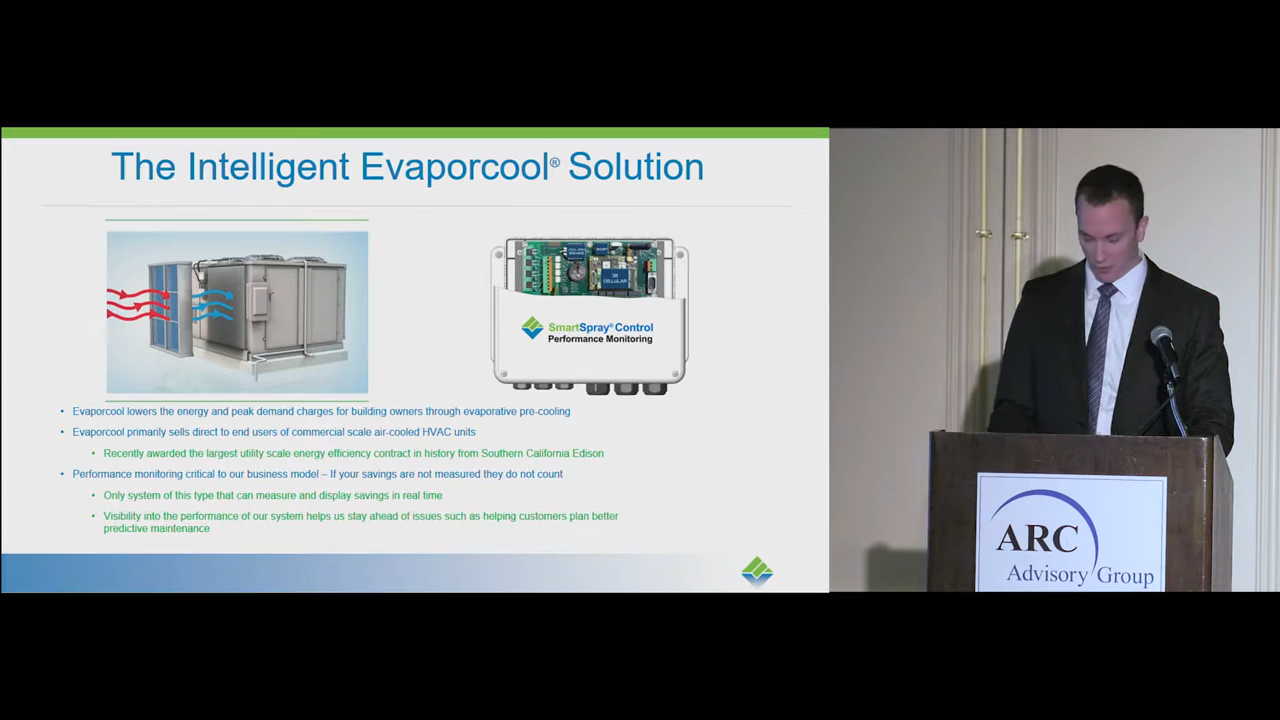 The Intelligent Evaporcool® Solution
SmartSpray® Control
Performance Monitoring
CELLULAR
• Evaporcool lowers the energy and peak demand charges for building owners through evaporative pre-cooling
• Evaporcool primarily sells direct to end users of commercial scale air-cooled HVAC units
• Recently awarded the largest utility scale energy efficiency contract in history from Southern California Edison
• Performance monitoring critical to our business model – If your savings are not measured they do not count
• Only system of this type that can measure and display savings in real time
• Visibility into the performance of our system helps us stay ahead of issues such as helping customers plan better
predictive maintenance
ARC
Advisory Group